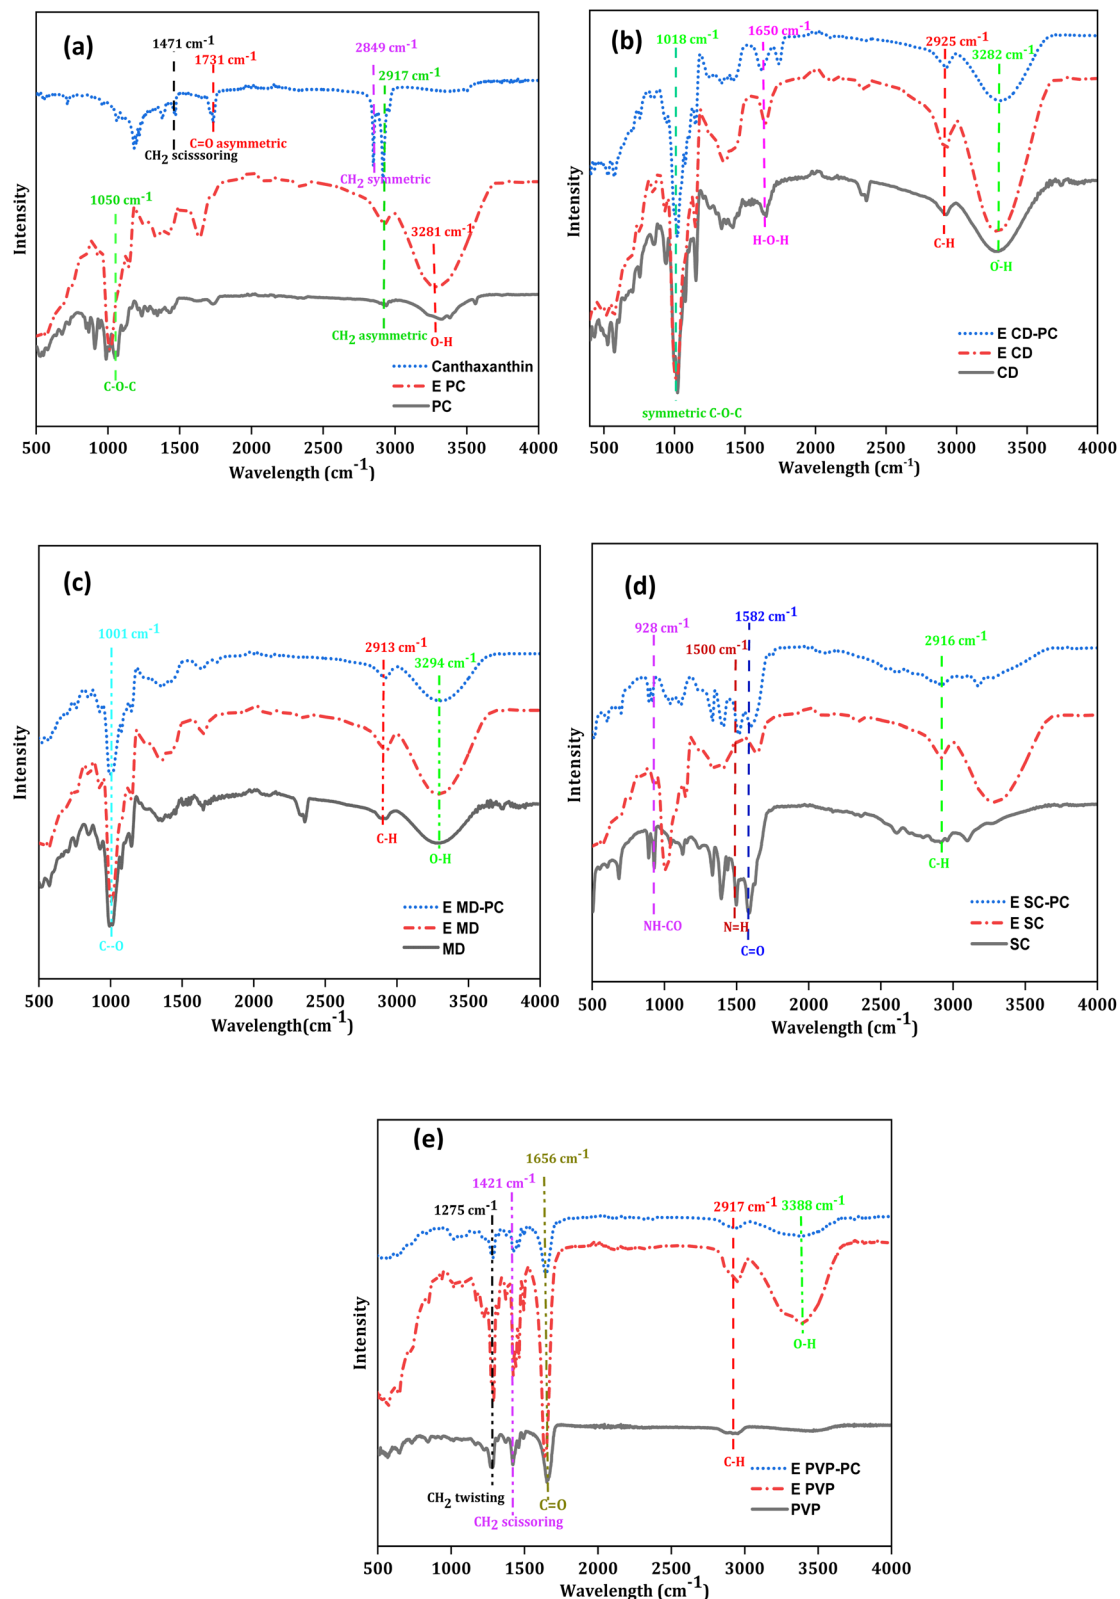 (a)
1471 cm-1
1731 cm-1
2849 cm-1
2917 cm-1
C=O asymmetric
CH2 scisssoring
CH2 symmetric
1050 cm-1
3281 cm-1
CH2 asymmetric
O-H
C-O-C
Canthaxanthin
E PC
PC
Intensity
500 1000 1500 2000 2500 3000 3500 4000
Wavelength (cm-1)
(b)
1018 cm-1
1650 cm-1
2925 cm-1
3282 cm-1
H-O-H
C-H
O-H
symmetric C-O-C
E CD-PC
E CD
CD
Intensity
500 1000 1500 2000 2500 3000 3500 4000
Wavelength (cm-1)
(c)
1001 cm-1
2913 cm-1
3294 cm-1
C-H
O-H
C--O
E MD-PC
E MD
MD
Intensity
500 1000 1500 2000 2500 3000 3500 4000
Wavelength(cm-1)
(d)
928 cm-1
1500 cm-1
1582 cm-1
2916 cm-1
C-H
NH-CO
N=H
C=O
E SC-PC
E SC
SC
Intensity
500 1000 1500 2000 2500 3000 3500 4000
Wavelength (cm-1)
(e)
1275 cm-1
1421 cm-1
1656 cm-1
2917 cm-1
3388 cm-1
O-H
C-H
CH2 twisting
C=O
CH2 scissoring
E PVP-PC
E PVP
PVP
Intensity
500 1000 1500 2000 2500 3000 3500 4000
Wavelength (cm-1)